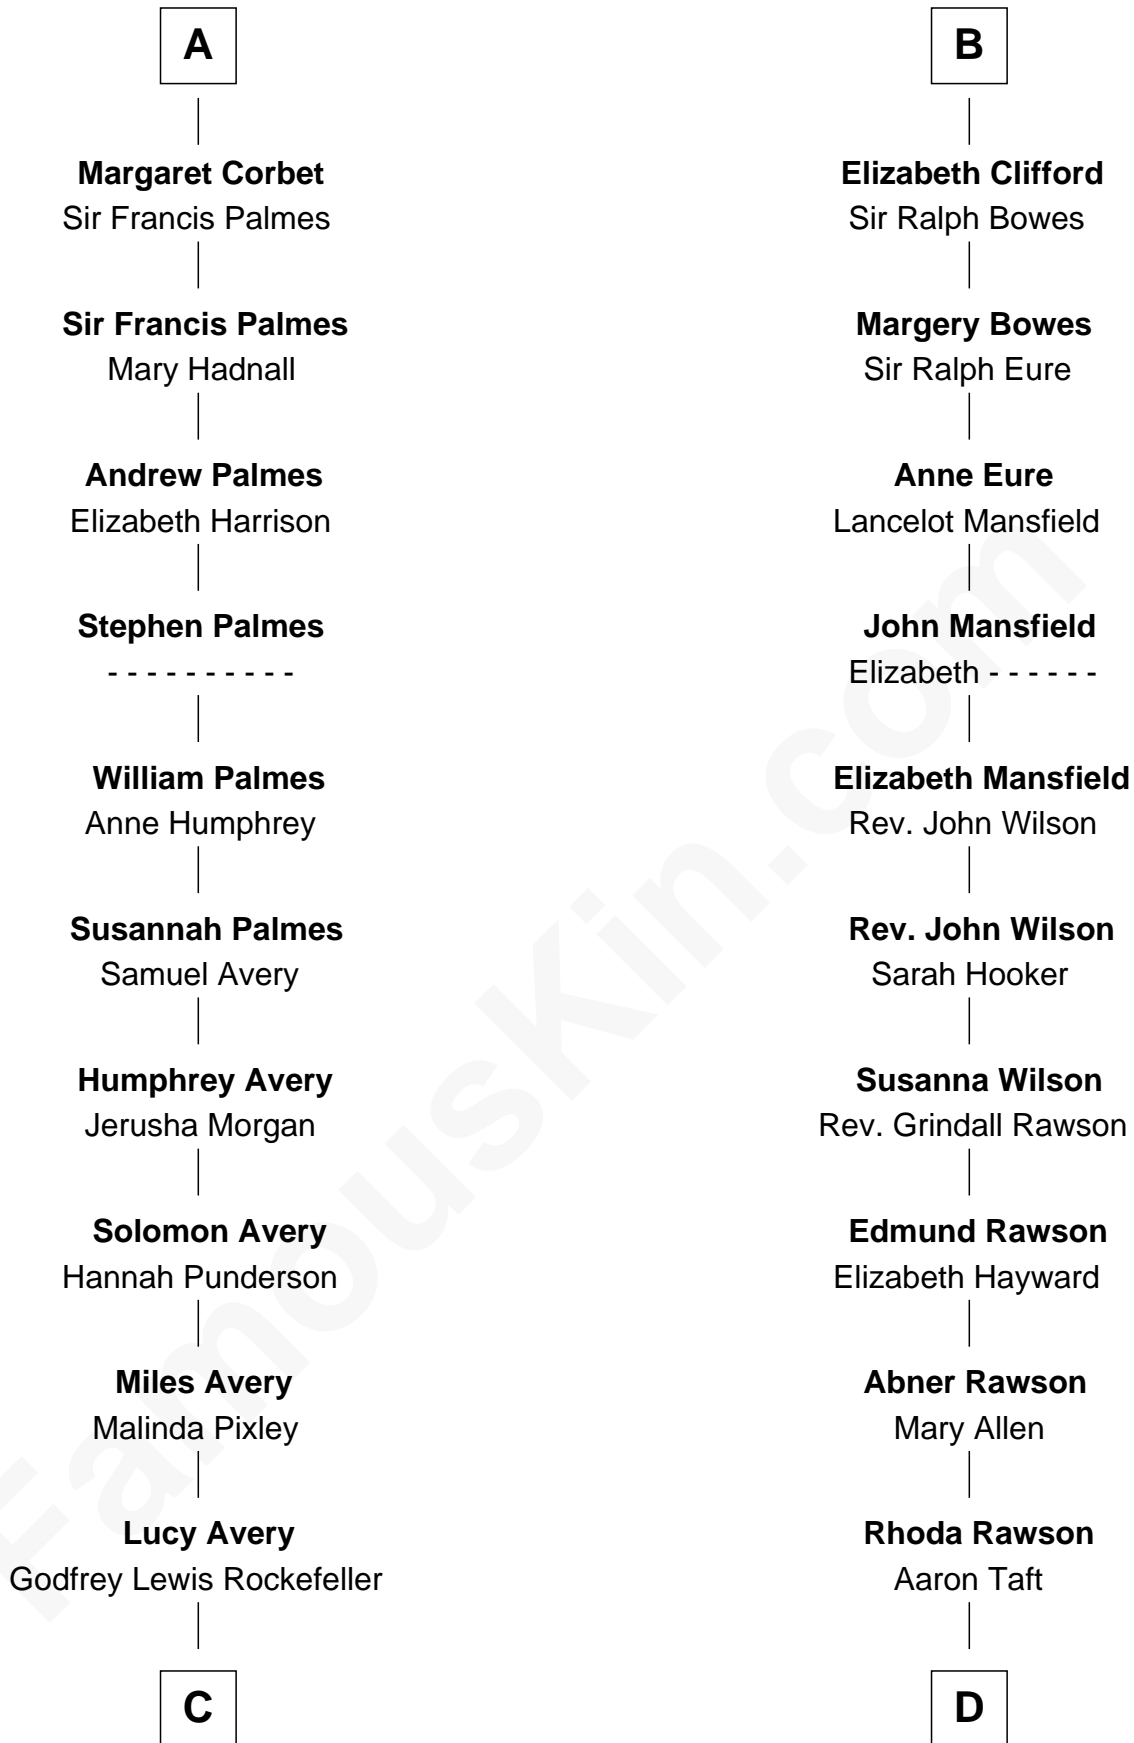 A
Margaret Corbet
Sir Francis Palmes
Sir Francis Palmes
Mary Hadnall
Andrew Palmes
Elizabeth Harrison
Stephen Palmes
- - - - - - - - - -
William Palmes
Anne Humphrey
Susannah Palmes
Samuel Avery
Humphrey Avery
Jerusha Morgan
Solomon Avery
Hannah Punderson
Miles Avery
Malinda Pixley
Lucy Avery
Godfrey Lewis Rockefeller
C
B
Elizabeth Clifford
Sir Ralph Bowes
Margery Bowes
Sir Ralph Eure
Anne Eure
Lancelot Mansfield
John Mansfield
Elizabeth - - - - - -
Elizabeth Mansfield
Rev. John Wilson
Rev. John Wilson
Sarah Hooker
Susanna Wilson
Rev. Grindall Rawson
Edmund Rawson
Elizabeth Hayward
Abner Rawson
Mary Allen
Rhoda Rawson
Aaron Taft
D
FamousKin.com